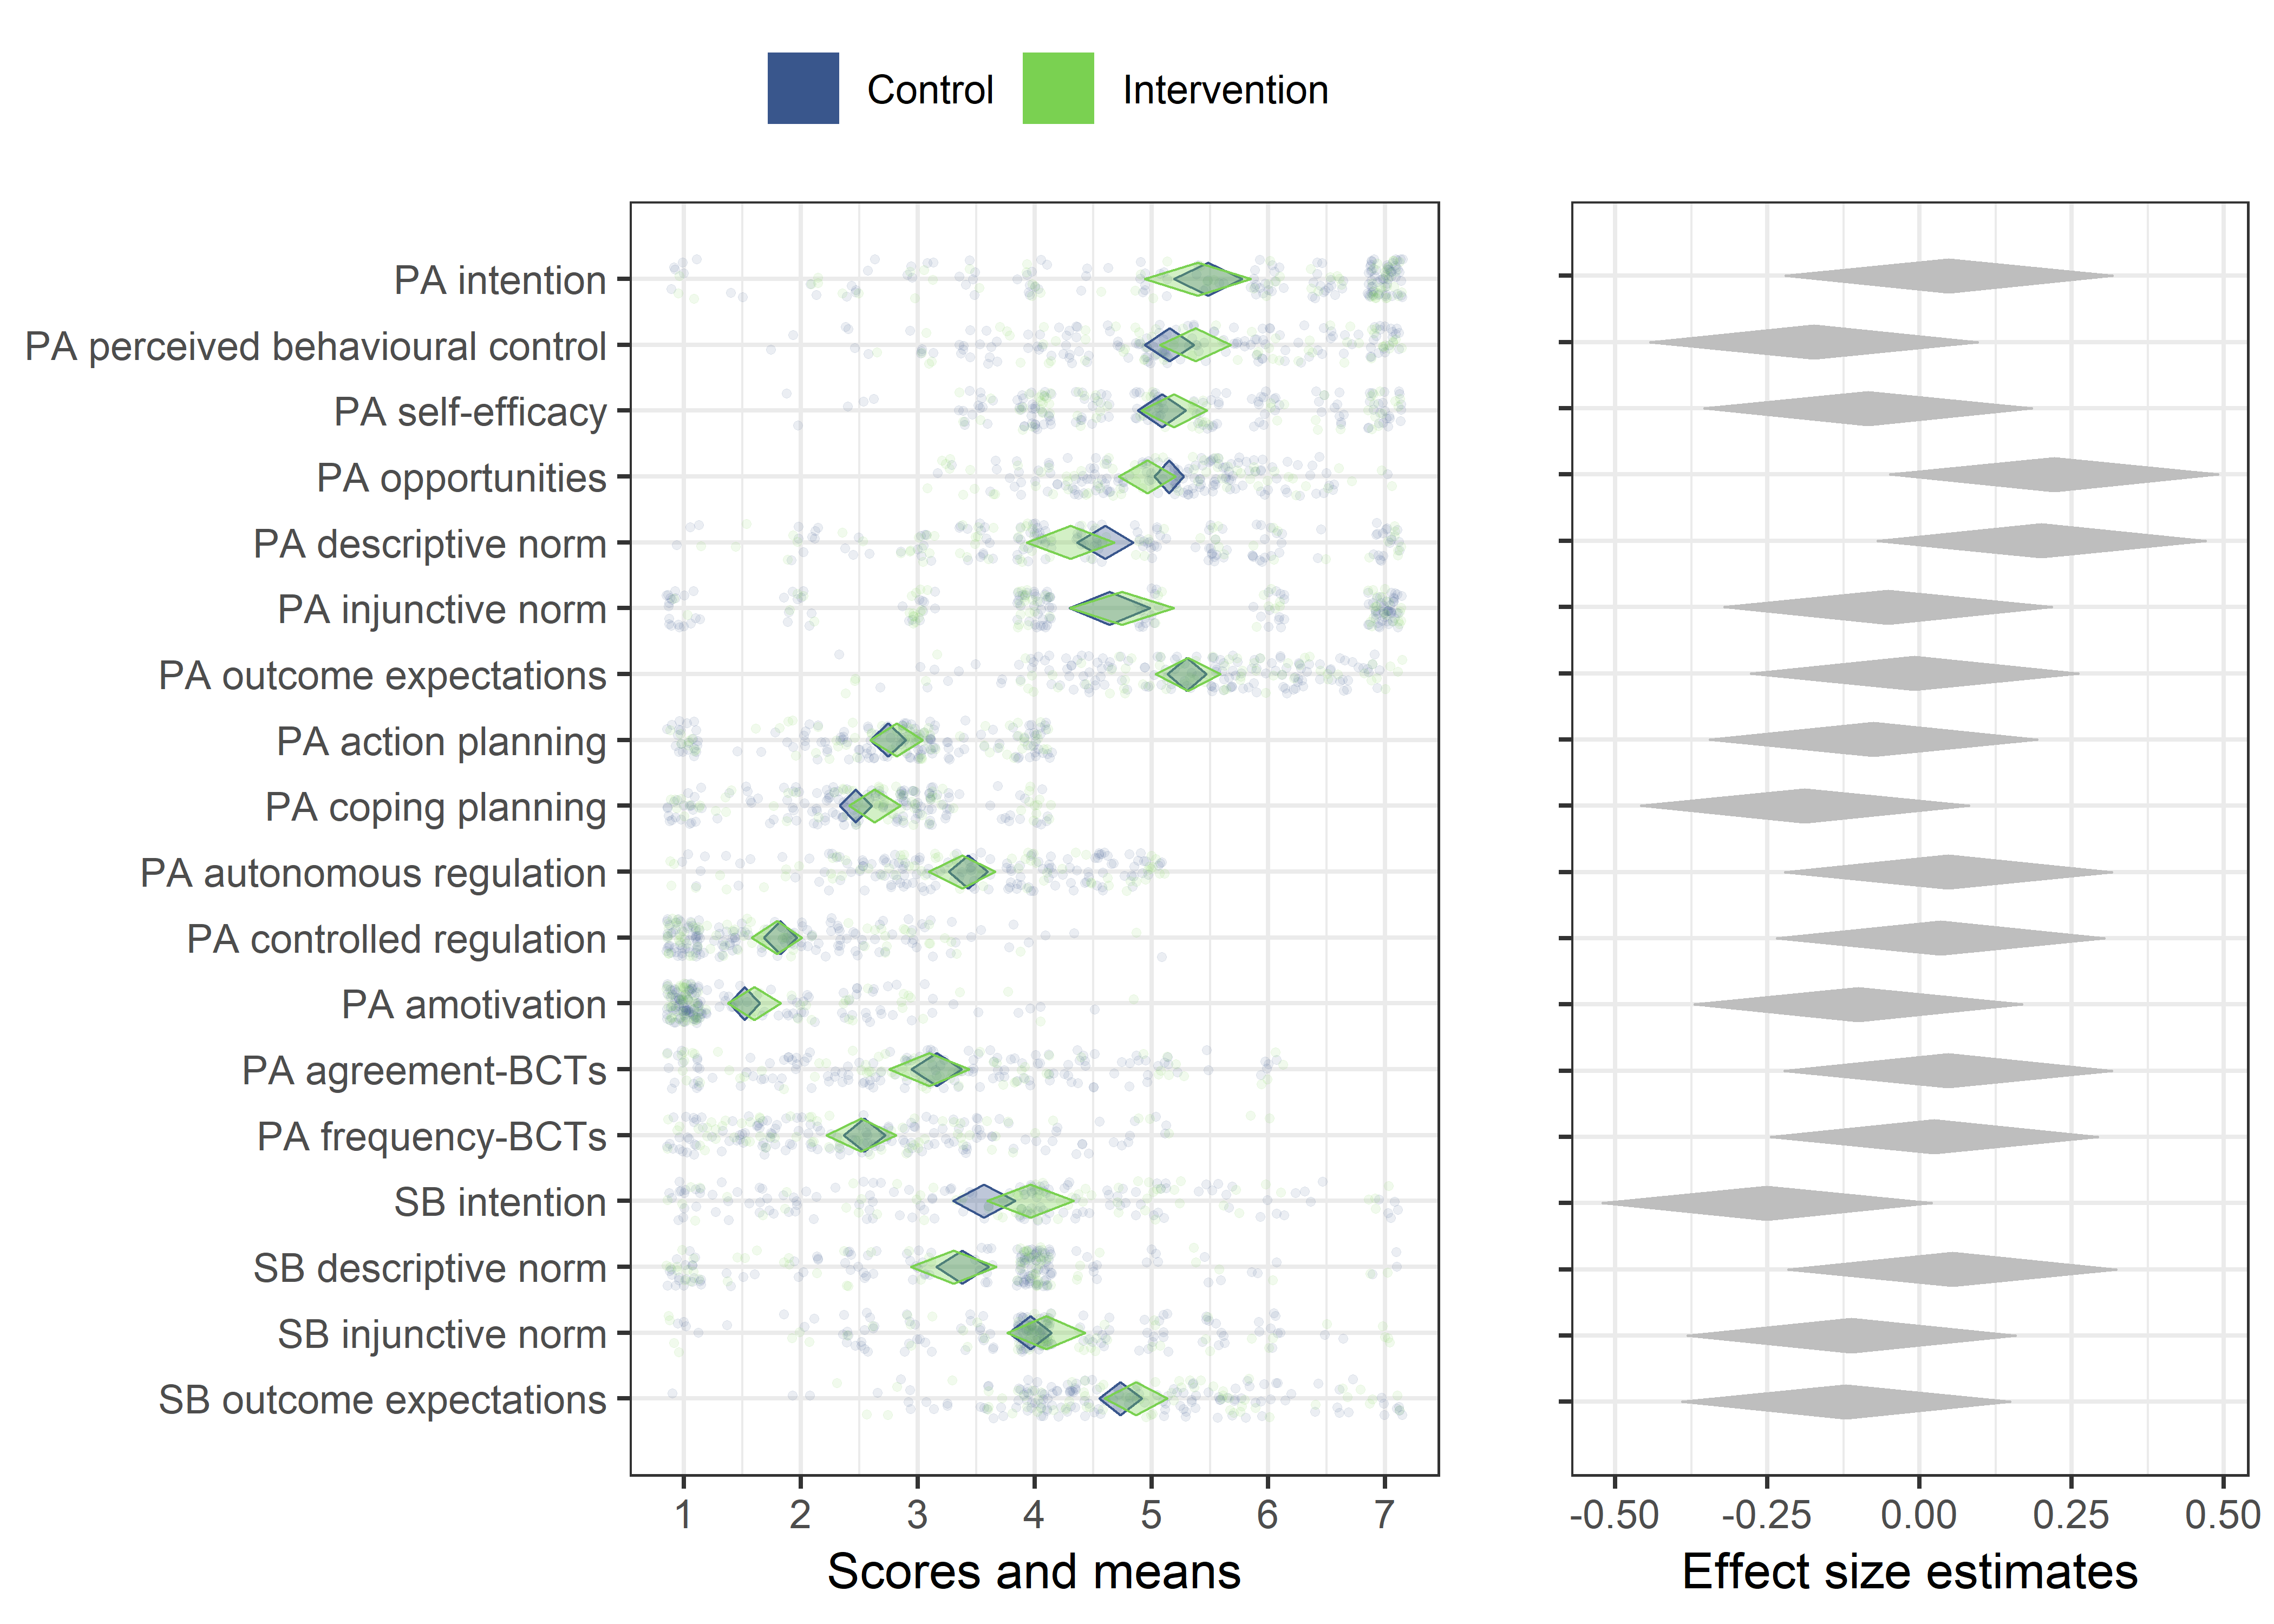 Control Intervention
PA intention
PA perceived behavioural control
PA self-efficacy
PA opportunities
PA descriptive norm
PA injunctive norm
PA outcome expectations
PA action planning
PA coping planning
PA autonomous regulation
PA controlled regulation
PA amotivation
PA agreement-BCTs
PA frequency-BCTs
SB intention
SB descriptive norm
SB injunctive norm
SB outcome expectations
1 2 3 4 5 6 7
Scores and means
-0.50 -0.25 0.00 0.25 0.50
Effect size estimates